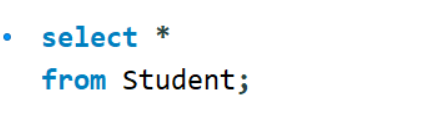 • select *
from Student;